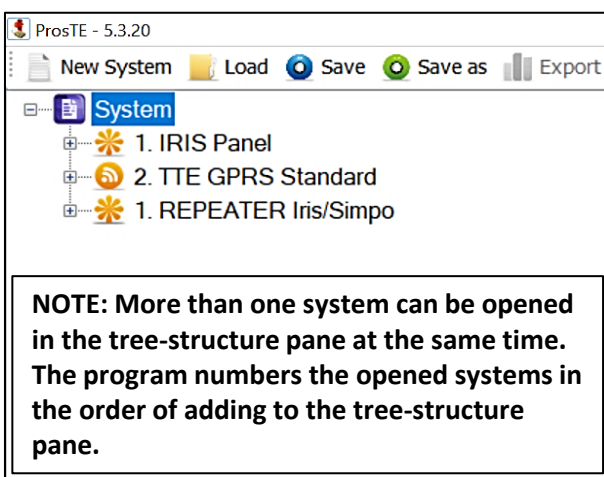 ProsTE - 5.3.20
New System Load Save Save as Export
System
1. IRIS Panel
2. TTE GPRS Standard
1. REPEATER Iris/Simpo
NOTE: More than one system can be opened
in the tree-structure pane at the same time.
The program numbers the opened systems in
the order of adding to the tree-structure
pane.